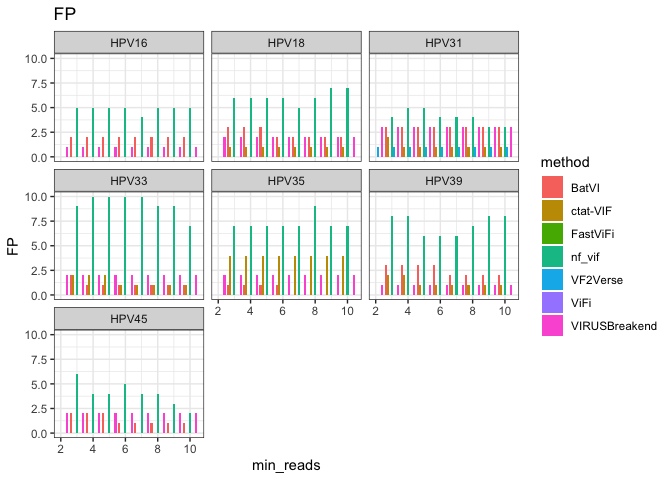 FP
HPV16 HPV18 HPV31
10.0
7.5
5.0
2.5
0.0
HPV33 HPV35 HPV39
10.0
7.5
5.0
2.5
0.0
2 4 6 8 10 2 4 6 8 10
HPV45
10.0
7.5
5.0
2.5
0.0
2 4 6 8 10
FP
min_reads
method
BatVI
ctat-VIF
FastViFi
nf_vif
VF2Verse
ViFi
VIRUSBreakend